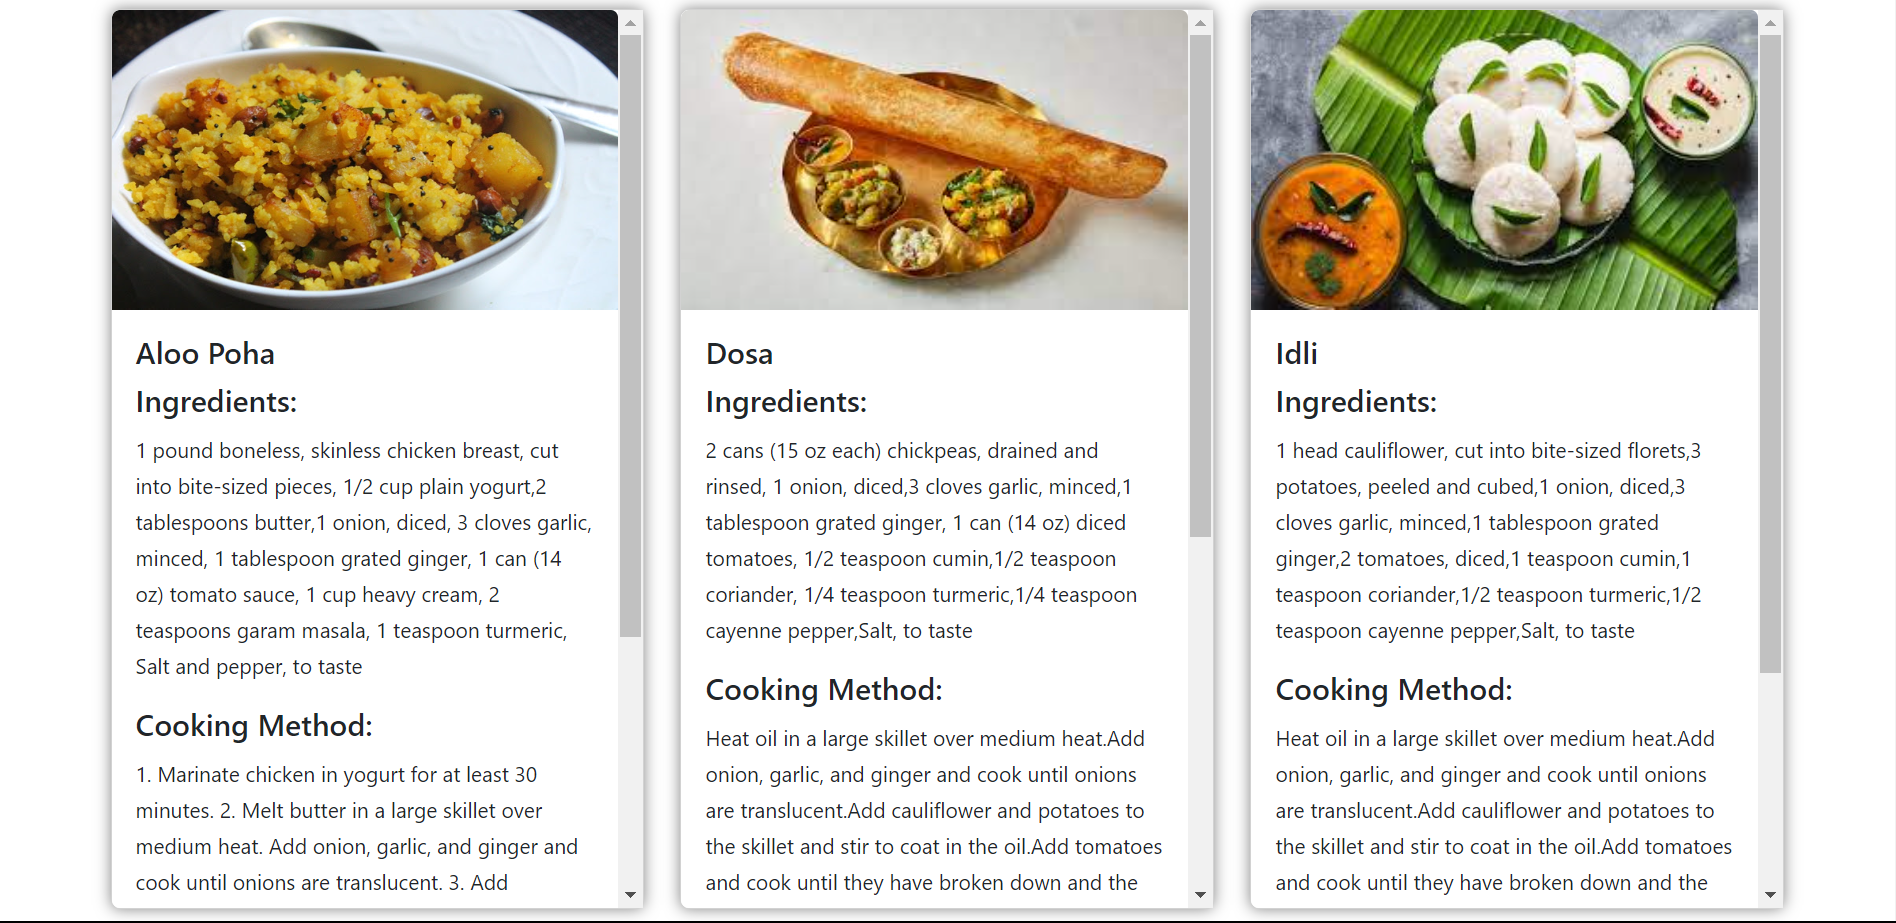 Aloo Poha
Ingredients:
1 pound boneless, skinless chicken breast, cut
into bite-sized pieces, 1/2 cup plain yogurt,2
tablespoons butter,1 onion, diced, 3 cloves garlic,
minced, 1 tablespoon grated ginger, 1 can (14
oz) tomato sauce, 1 cup heavy cream, 2
teaspoons garam masala, 1 teaspoon turmeric,
Salt and pepper, to taste
Cooking Method:
1. Marinate chicken in yogurt for at least 30
minutes. 2. Melt butter in a large skillet over
medium heat. Add onion, garlic, and ginger and
cook until onions are translucent. 3. Add
Dosa
Ingredients:
2 cans (15 oz each) chickpeas, drained and
rinsed, 1 onion, diced,3 cloves garlic, minced,1
tablespoon grated ginger, 1 can (14 oz) diced
tomatoes, 1/2 teaspoon cumin,1/2 teaspoon
coriander, 1/4 teaspoon turmeric,1/4 teaspoon
cayenne pepper,Salt, to taste
Cooking Method:
Heat oil in a large skillet over medium heat.Add
onion, garlic, and ginger and cook until onions
are translucent.Add cauliflower and potatoes to
the skillet and stir to coat in the oil.Add tomatoes
and cook until they have broken down and the
Idli
Ingredients:
1 head cauliflower, cut into bite-sized florets,3
potatoes, peeled and cubed,1 onion, diced,3
cloves garlic, minced,1 tablespoon grated
ginger,2 tomatoes, diced,1 teaspoon cumin,1
teaspoon coriander,1/2 teaspoon turmeric,1/2
teaspoon cayenne pepper,Salt, to taste
Cooking Method:
Heat oil in a large skillet over medium heat.Add
onion, garlic, and ginger and cook until onions
are translucent.Add cauliflower and potatoes to
the skillet and stir to coat in the oil.Add tomatoes
and cook until they have broken down and the